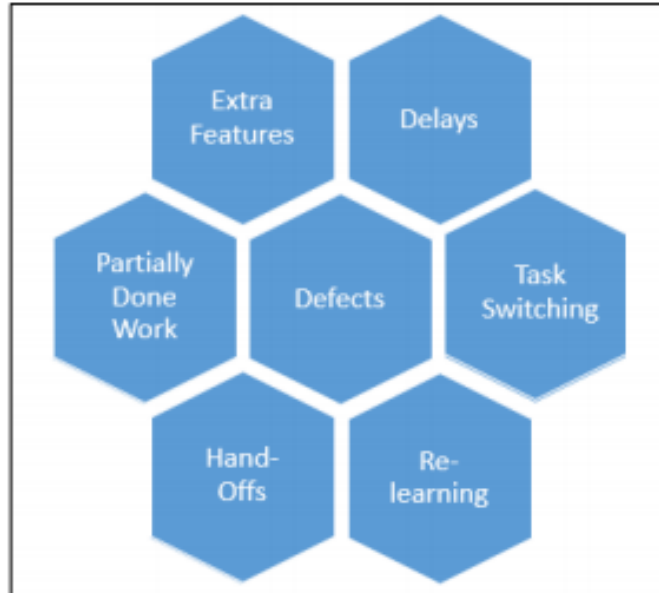 Extra
Features
Delays
Partially
Done
Work
Defects
Task
Switching
Hand-
Offs
Re-
learning